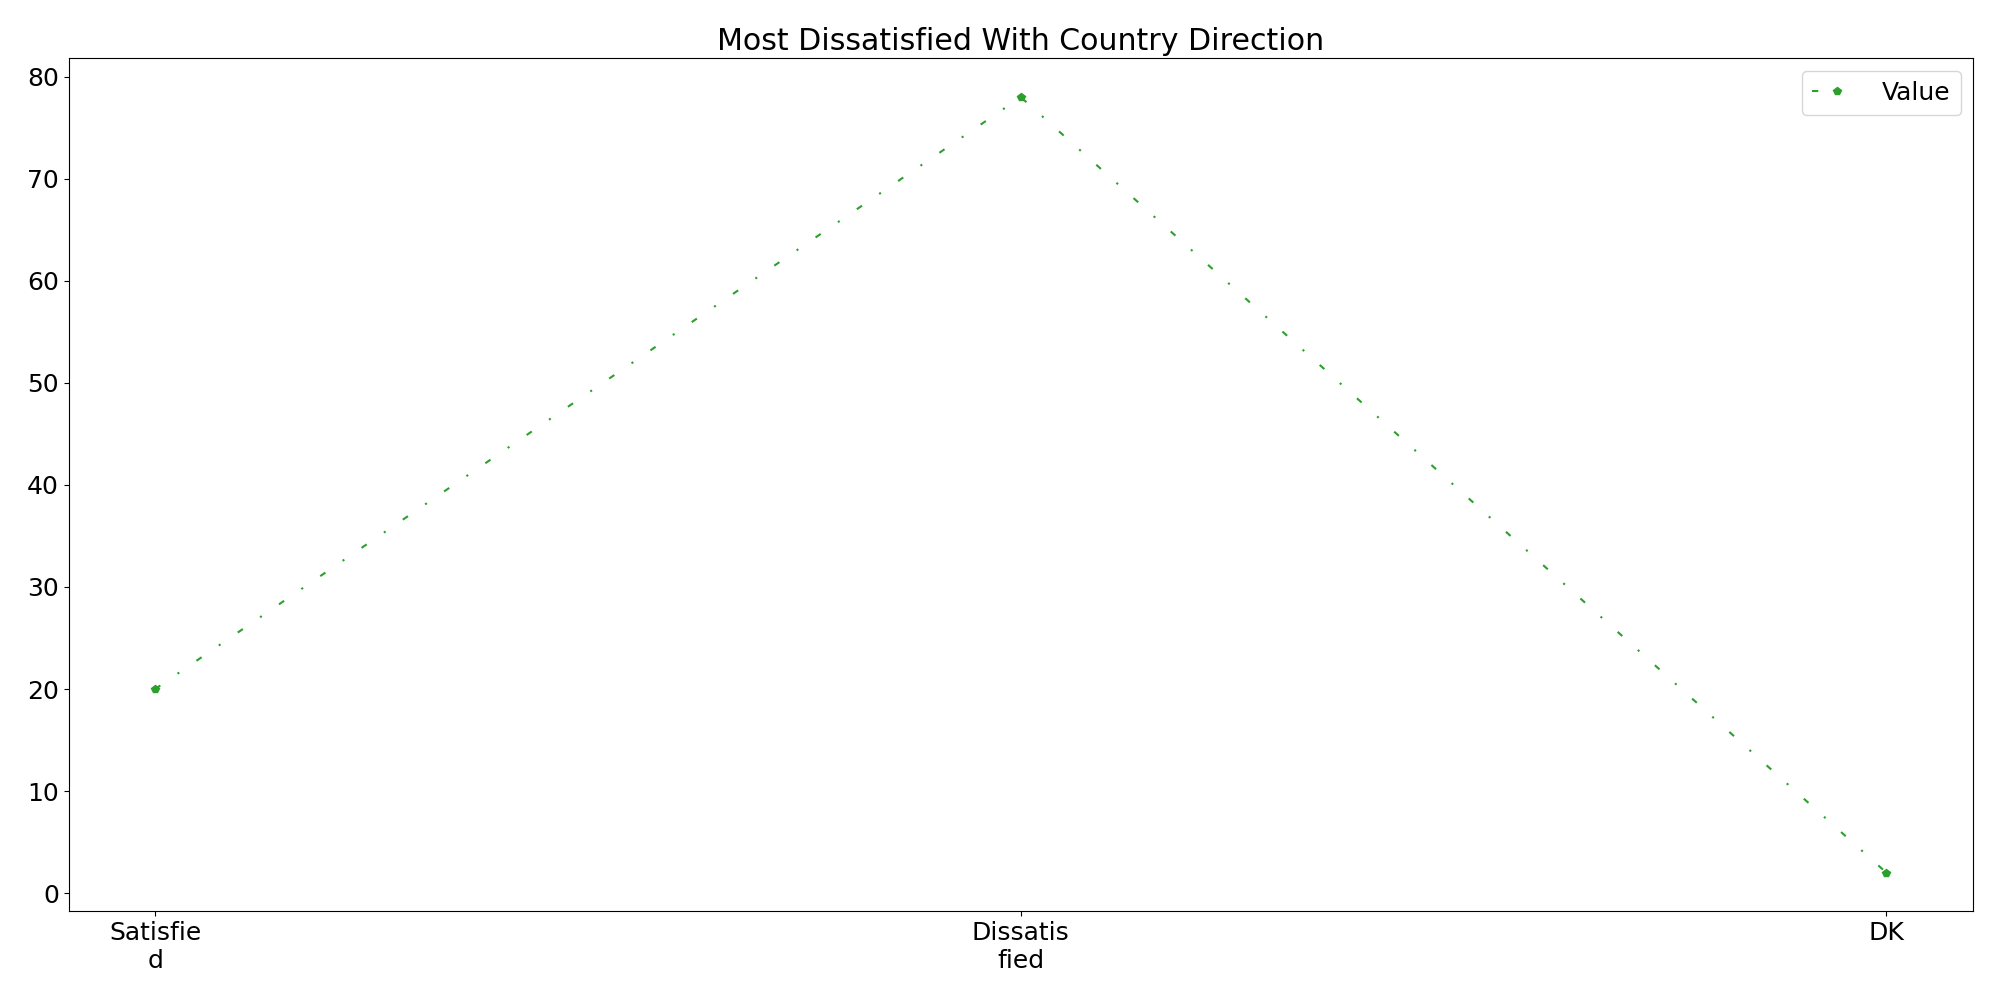 Most Dissatisfied With Country Direction
Value
80
70
60
50
40
30
20
10
0
Satisfie
d
Dissatis
fied
DK